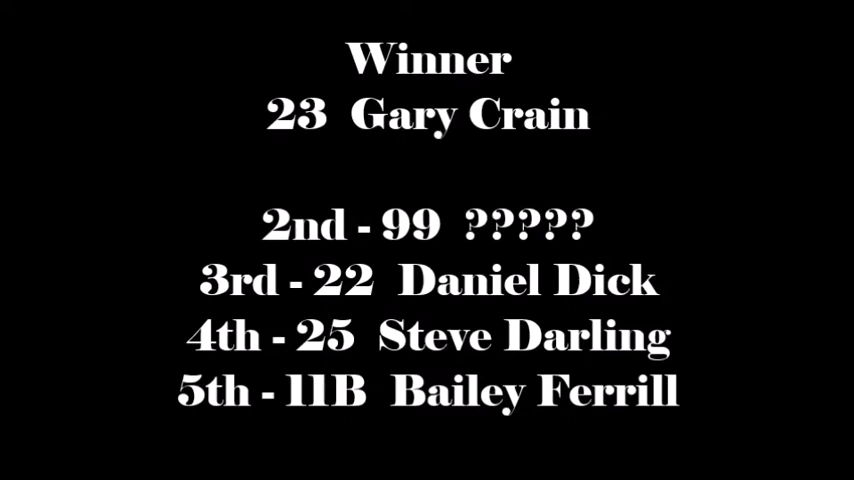 Winner
23 Gary Crain
2nd - 99 ?????
3rd - 22 Daniel Dick
4th - 25 Steve Darling
5th - 11B Bailey Ferrill